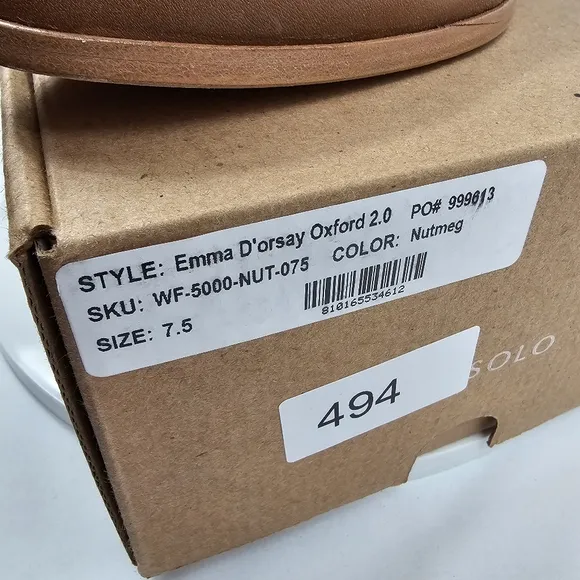 STYLE: Emma D'orsay Oxford 2.0 PO# 999613
SKU: WF-5000-NUT-075 COLOR: Nutmeg
SIZE: 7.5
810165534612
494
SOLO